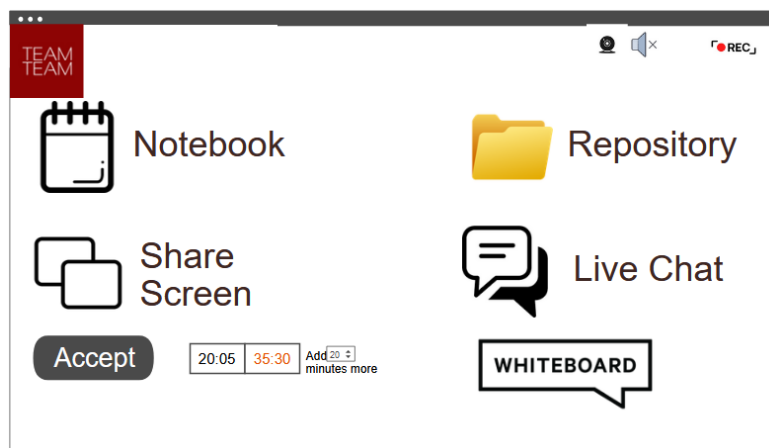 TEAM
TEAM
REC
Notebook
Repository
Share
Screen
Live Chat
Accept
20:05 35:30
Add 20
minutes more
WHITEBOARD